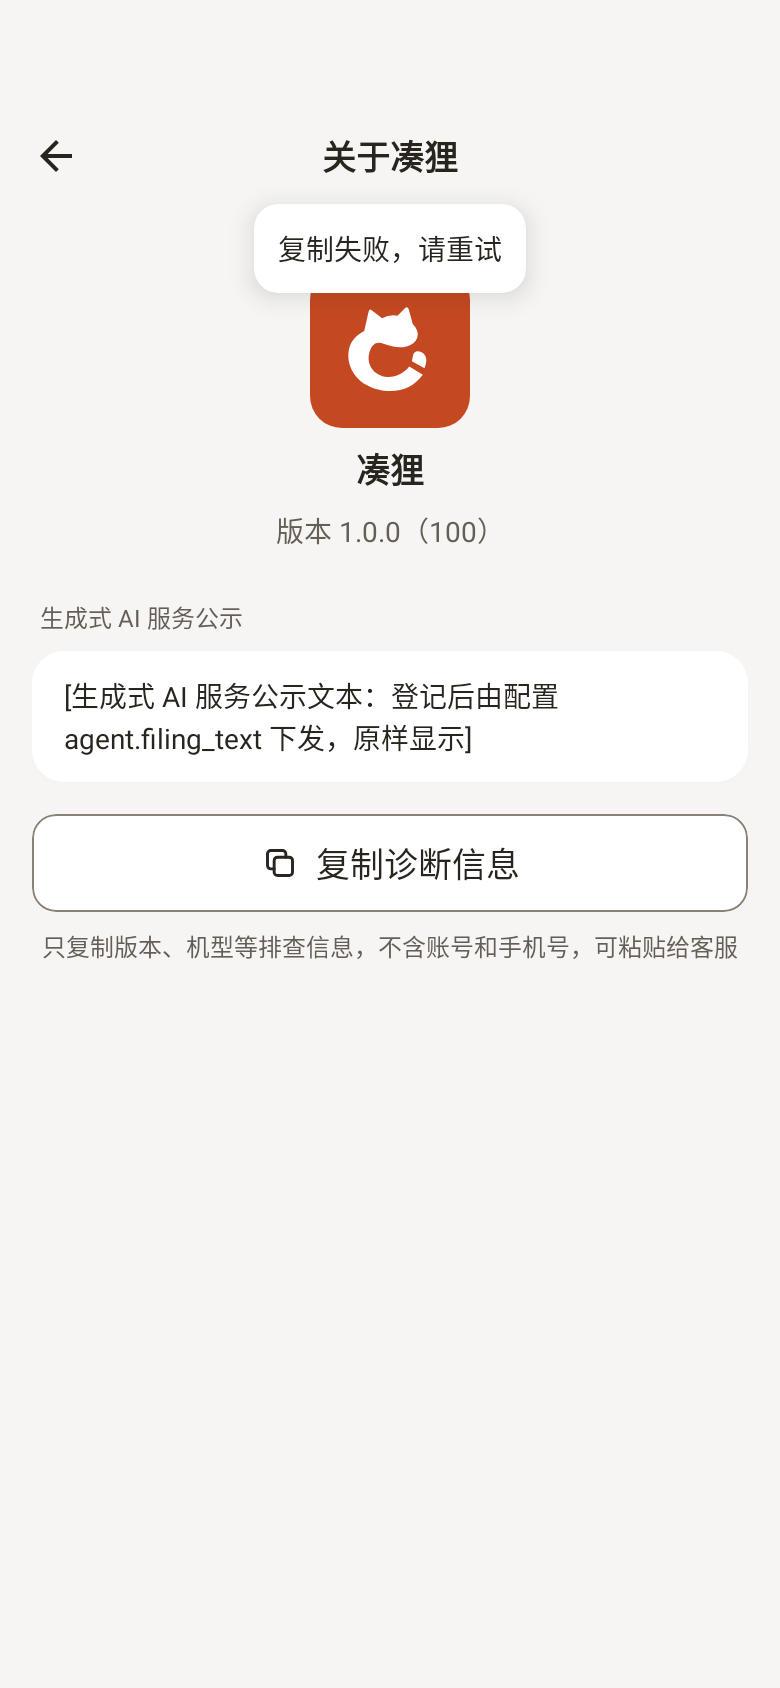 关于凑狸
复制失败，请重试
凑狸
版本 1.0.0（100）
生成式 AI 服务公示
[生成式 AI 服务公示文本：登记后由配置
agent.filing_text 下发，原样显示]
复制诊断信息
只复制版本、机型等排查信息，不含账号和手机号，可粘贴给客服